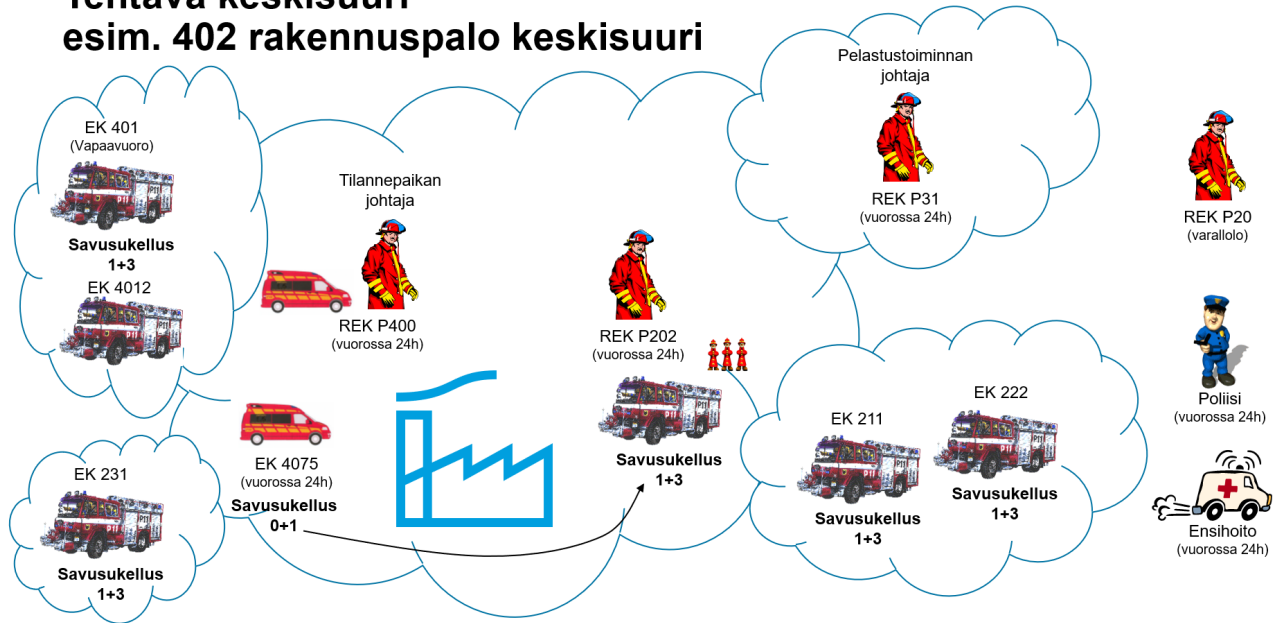 Tehtävä keskisuuri
esim. 402 rakennuspalo keskisuuri
EK 401
(Vapaavuoro)
Savusukellus
1+3
EK 4012
EK 231
Savusukellus
1+3
Tilannepaikan
johtaja
REK P400
(vuorossa 24h)
EK 4075
(vuorossa 24h)
Savusukellus
0+1
REK P202
(vuorossa 24h)
Savusukellus
1+3
Pelastustoiminnan
johtaja
REK P31
(vuorossa 24h)
EK 211
Savusukellus
1+3
EK 222
Savusukellus
1+3
REK P20
(varallolo)
Poliisi
(vuorossa 24h)
Ensihoito
(vuorossa 24h)